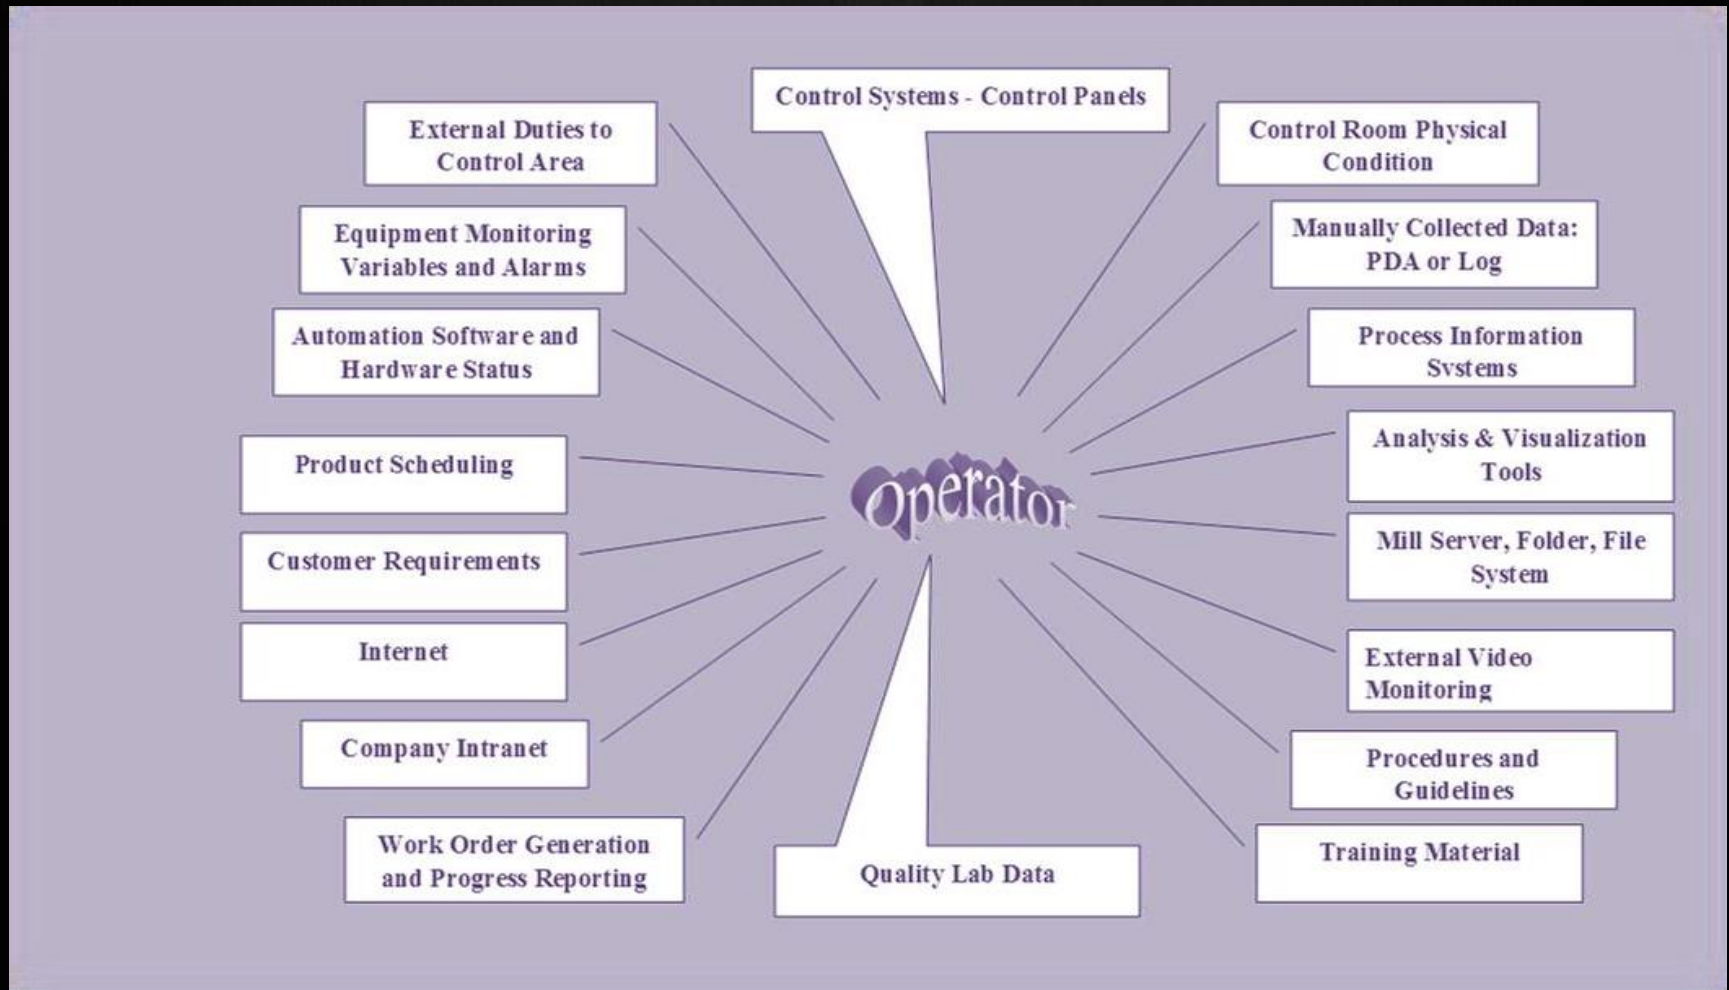 Control Systems - Control Panels
External Duties to
Control Area
Control Room Physical
Condition
Equipment Monitoring
Variables and Alarms
Manually Collected Data:
PDA or Log
Automation Software and
Hardware Status
Process Information
Systems
Product Scheduling
Analysis & Visualization
Tools
Operator
Customer Requirements
Mill Server, Folder, File
System
Internet
External Video
Monitoring
Company Intranet
Procedures and
Guidelines
Work Order Generation
and Progress Reporting
Quality Lab Data
Training Material